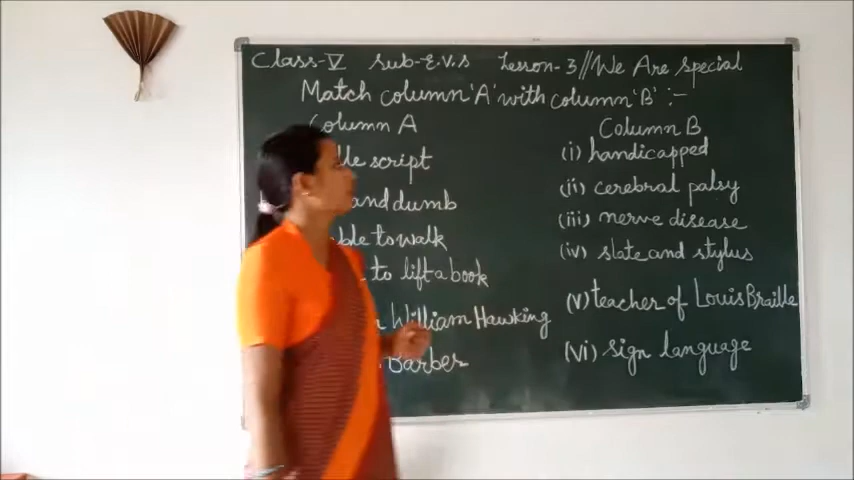 Class-V Sub-E.V.S Lesson-3//We Are Special
Match column 'A' with column 'B' :-
Column A
script
and dumb
to walk
to lift a book
William Hawking
Barber
Column B
(i) handicapped
(ii) cerebral palsy
(iii) nerve disease
(iv) slate and stylus
(v) teacher of Louis Braille
(vi) sign language